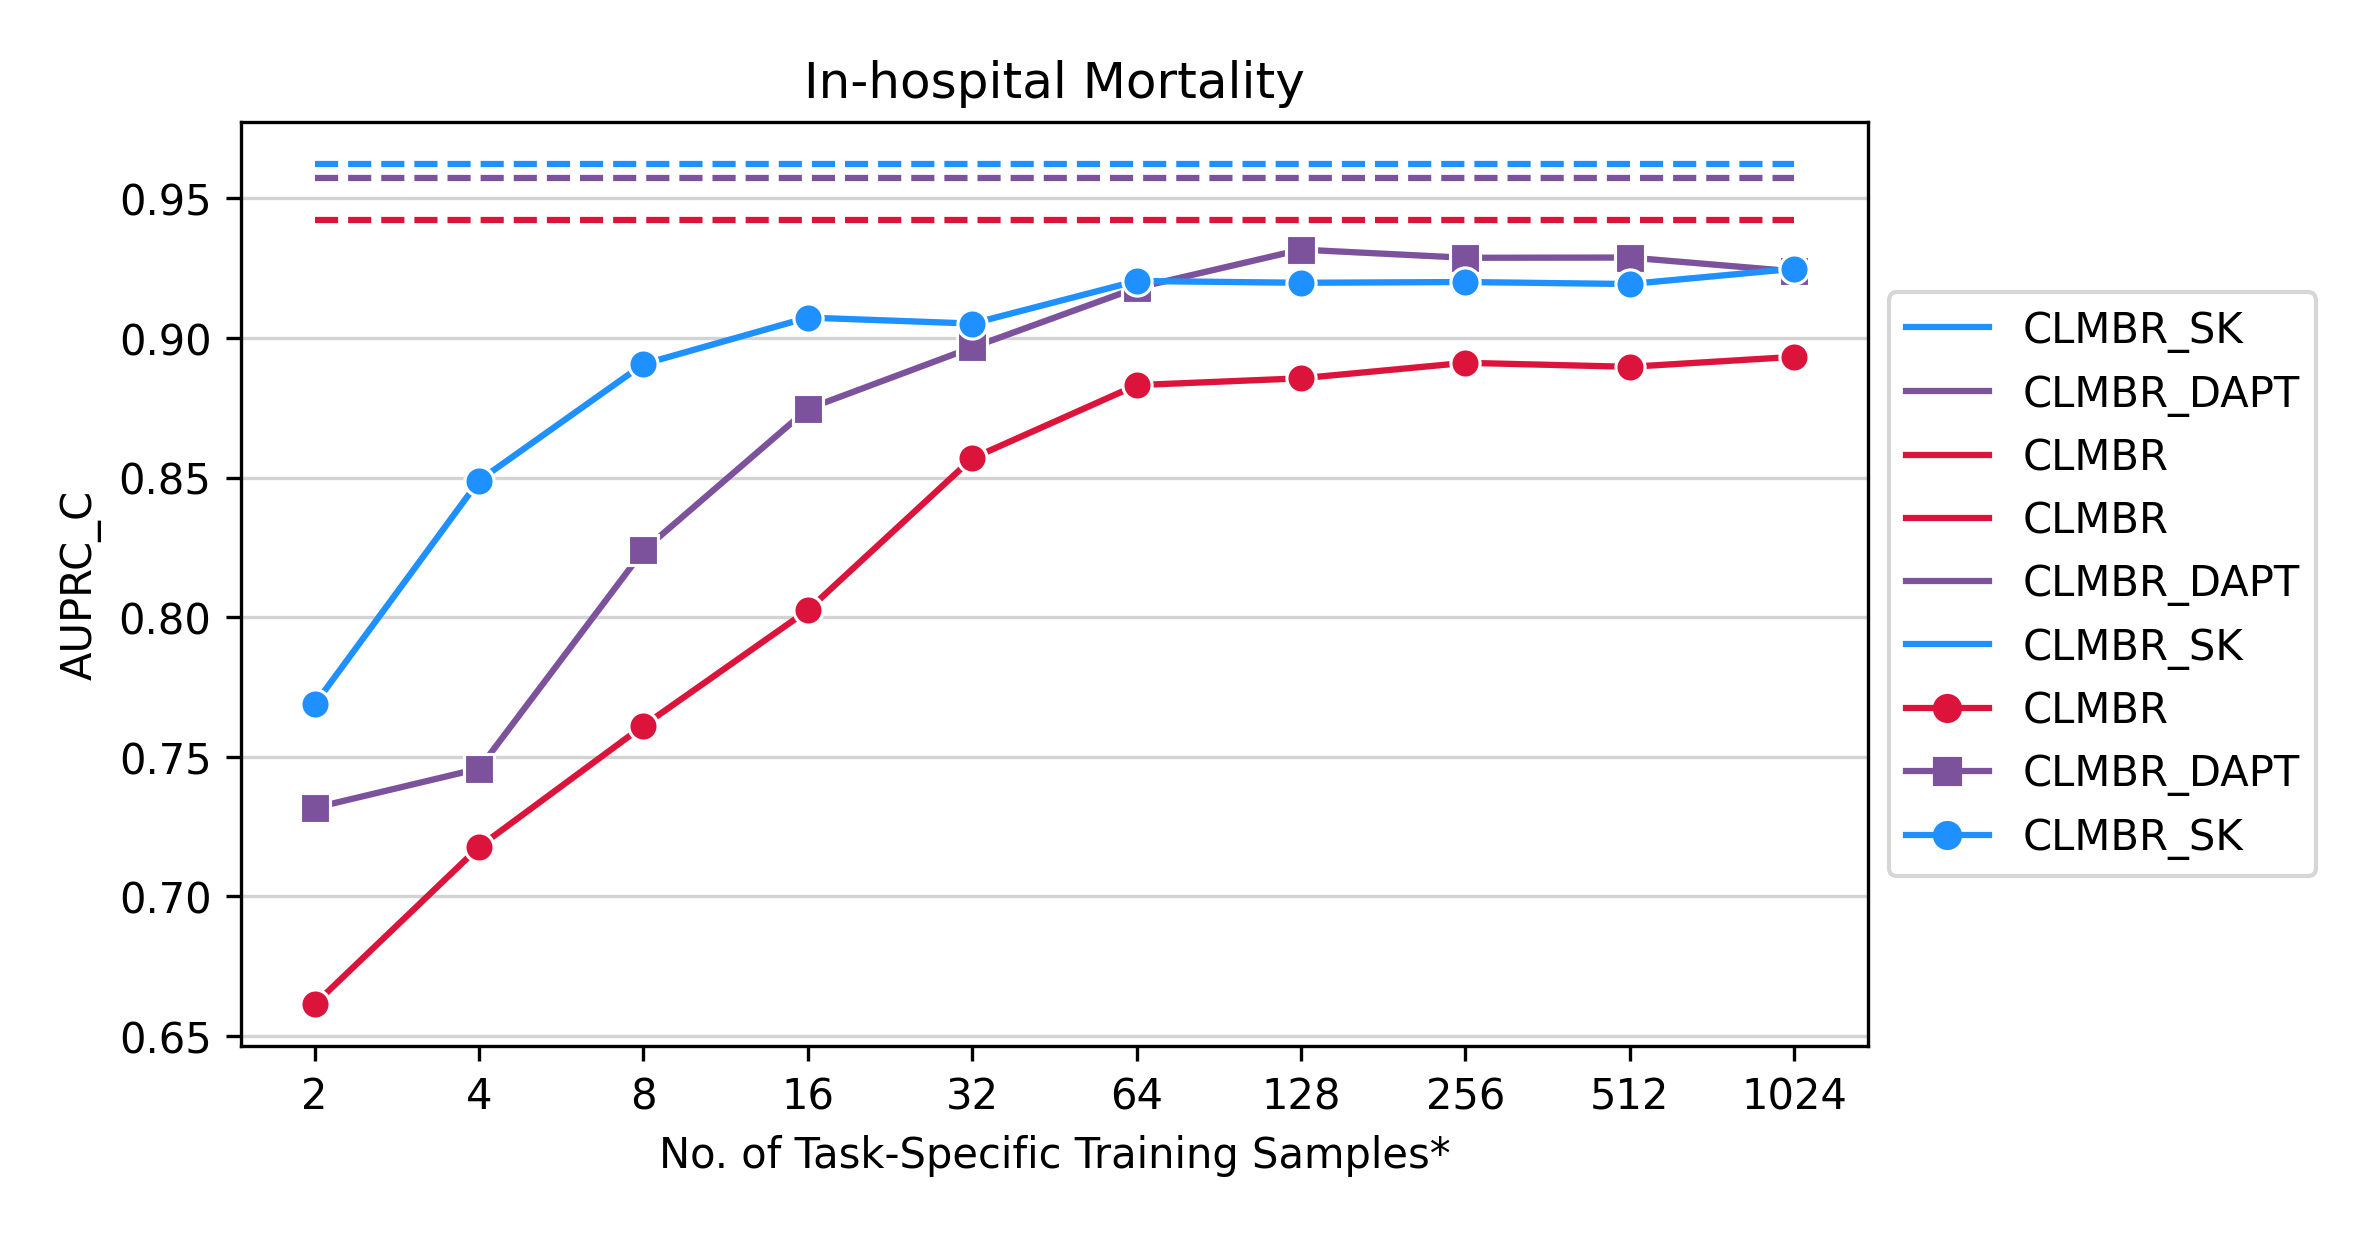 In-hospital Mortality
AUPRC_C
0.95
0.90
0.85
0.80
0.75
0.70
0.65
2 4 8 16 32 64 128 256 512 1024
No. of Task-Specific Training Samples*
CLMBR_SK
CLMBR_DAPT
CLMBR
CLMBR
CLMBR_DAPT
CLMBR_SK
CLMBR
CLMBR_DAPT
CLMBR_SK